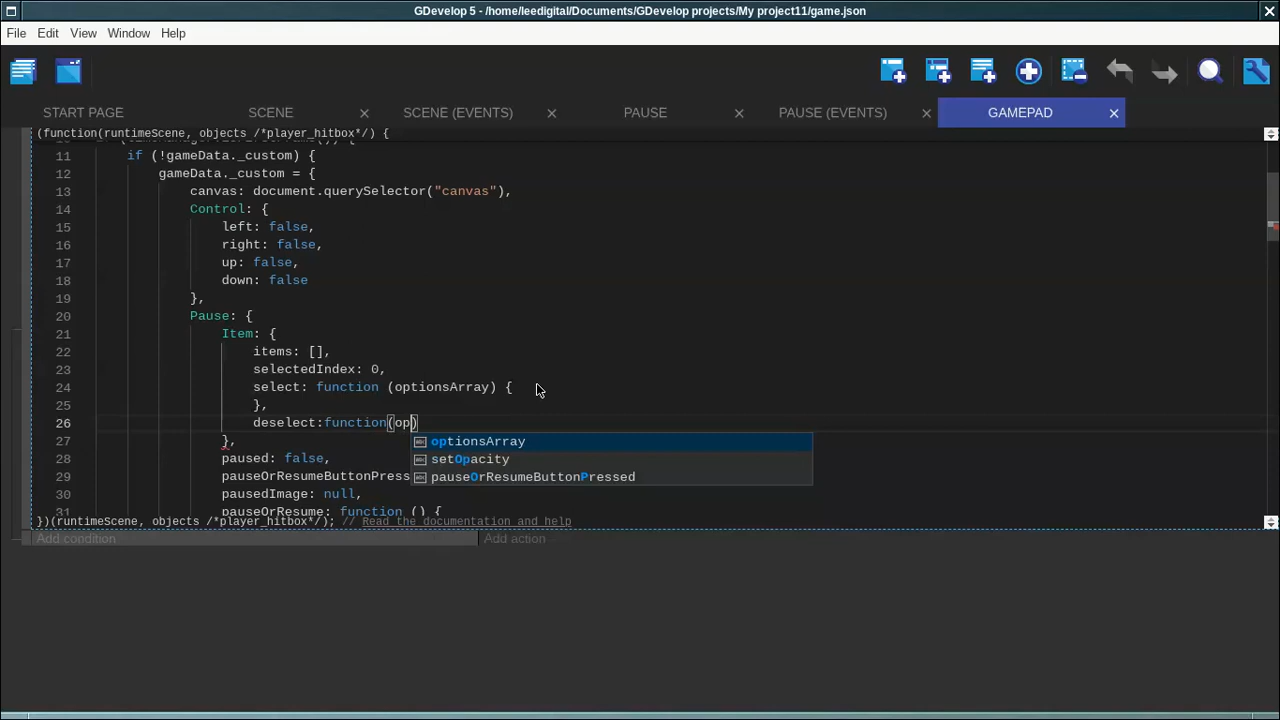 GDevelop 5 - /home/leedigital/Documents/GDevelop projects/My project11/game.json
File Edit View Window Help
START PAGE SCENE SCENE (EVENTS) PAUSE PAUSE (EVENTS) GAMEPAD
(function(runtimeScene, objects /*player_hitbox*/) {
11 if (!gameData._custom) {
12 gameData._custom = {
13 canvas: document.querySelector("canvas"),
14 Control: {
15 left: false,
16 right: false,
17 up: false,
18 down: false
19 },
20 Pause: {
21 Item: {
22 items: [],
23 selectedIndex: 0,
24 select: function (optionsArray) {
25 },
26 deselect:function(op)
optionsArray
setOpacity
pauseOrResumeButtonPressed
27 },
28 paused: false,
29 pauseOrResumeButtonPress
30 pausedImage: null,
31 pauseOrResume: function () {
})(runtimeScene, objects /*player_hitbox*/); // Read the documentation and help
Add condition Add action